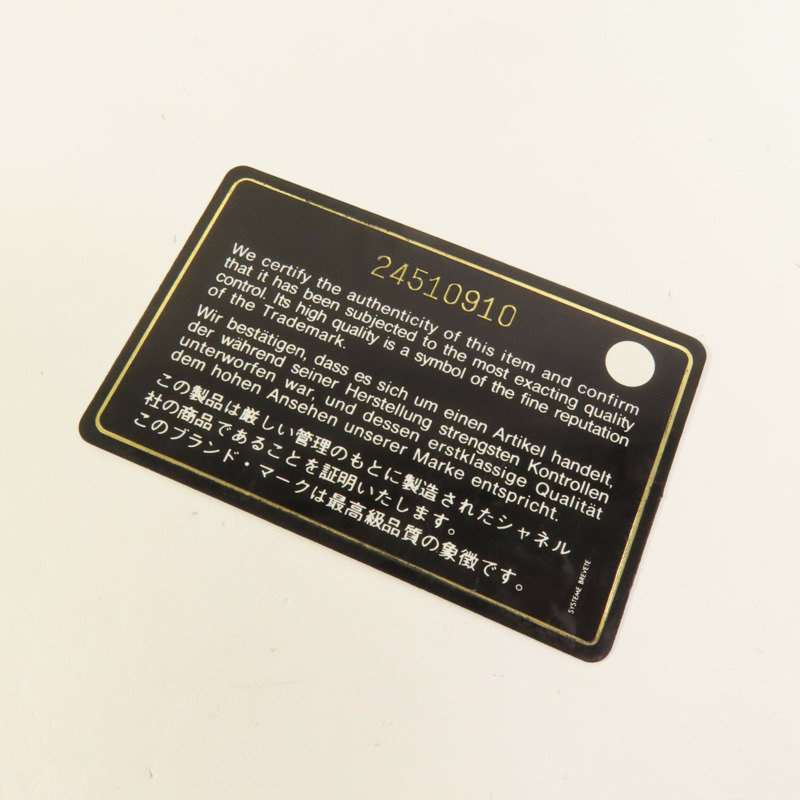 24510910
We certify the authenticity of this item and confirm
that it has been subjected to the most exacting quality
control. Its high quality is a symbol of the fine reputation
of the Trademark.
Wir bestätigen, dass es sich um einen Artikel handelt,
der während seiner Herstellung strengsten Kontrollen
unterworfen war, und dessen erstklassige Qualität
dem hohen Ansehen unserer Marke entspricht.
この製品は厳しい管理のもとに製造されたシャネル
社の商品であることを証明いたします。
このブランド・マークは最高級品質の象徴です。
SYSTEME BREVETE